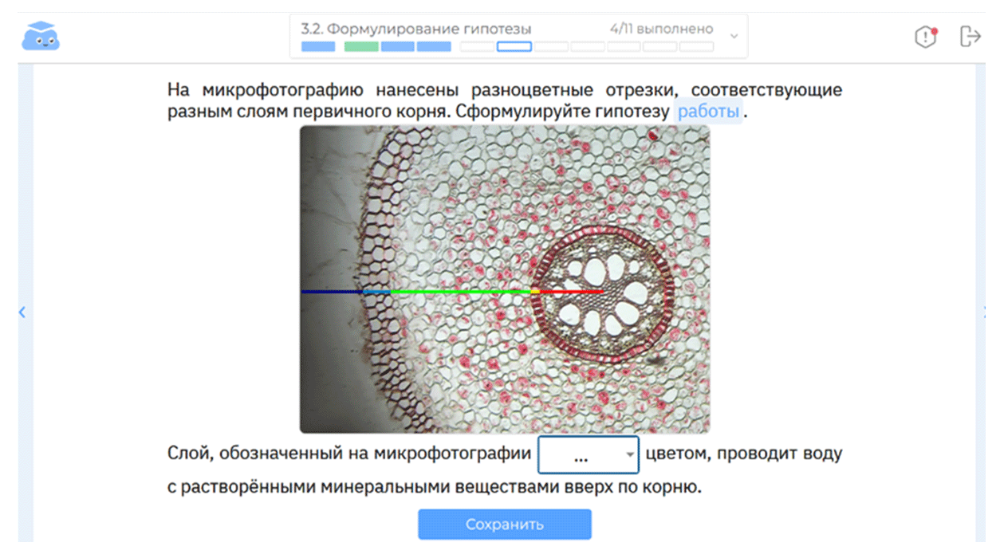 3.2. Формулирование гипотезы 4/11 выполнено
На микрофотографию нанесены разноцветные отрезки, соответствующие
разным слоям первичного корня. Сформулируйте гипотезу работы.
Слой, обозначенный на микрофотографии ... цветом, проводит воду
с растворёнными минеральными веществами вверх по корню.
Сохранить